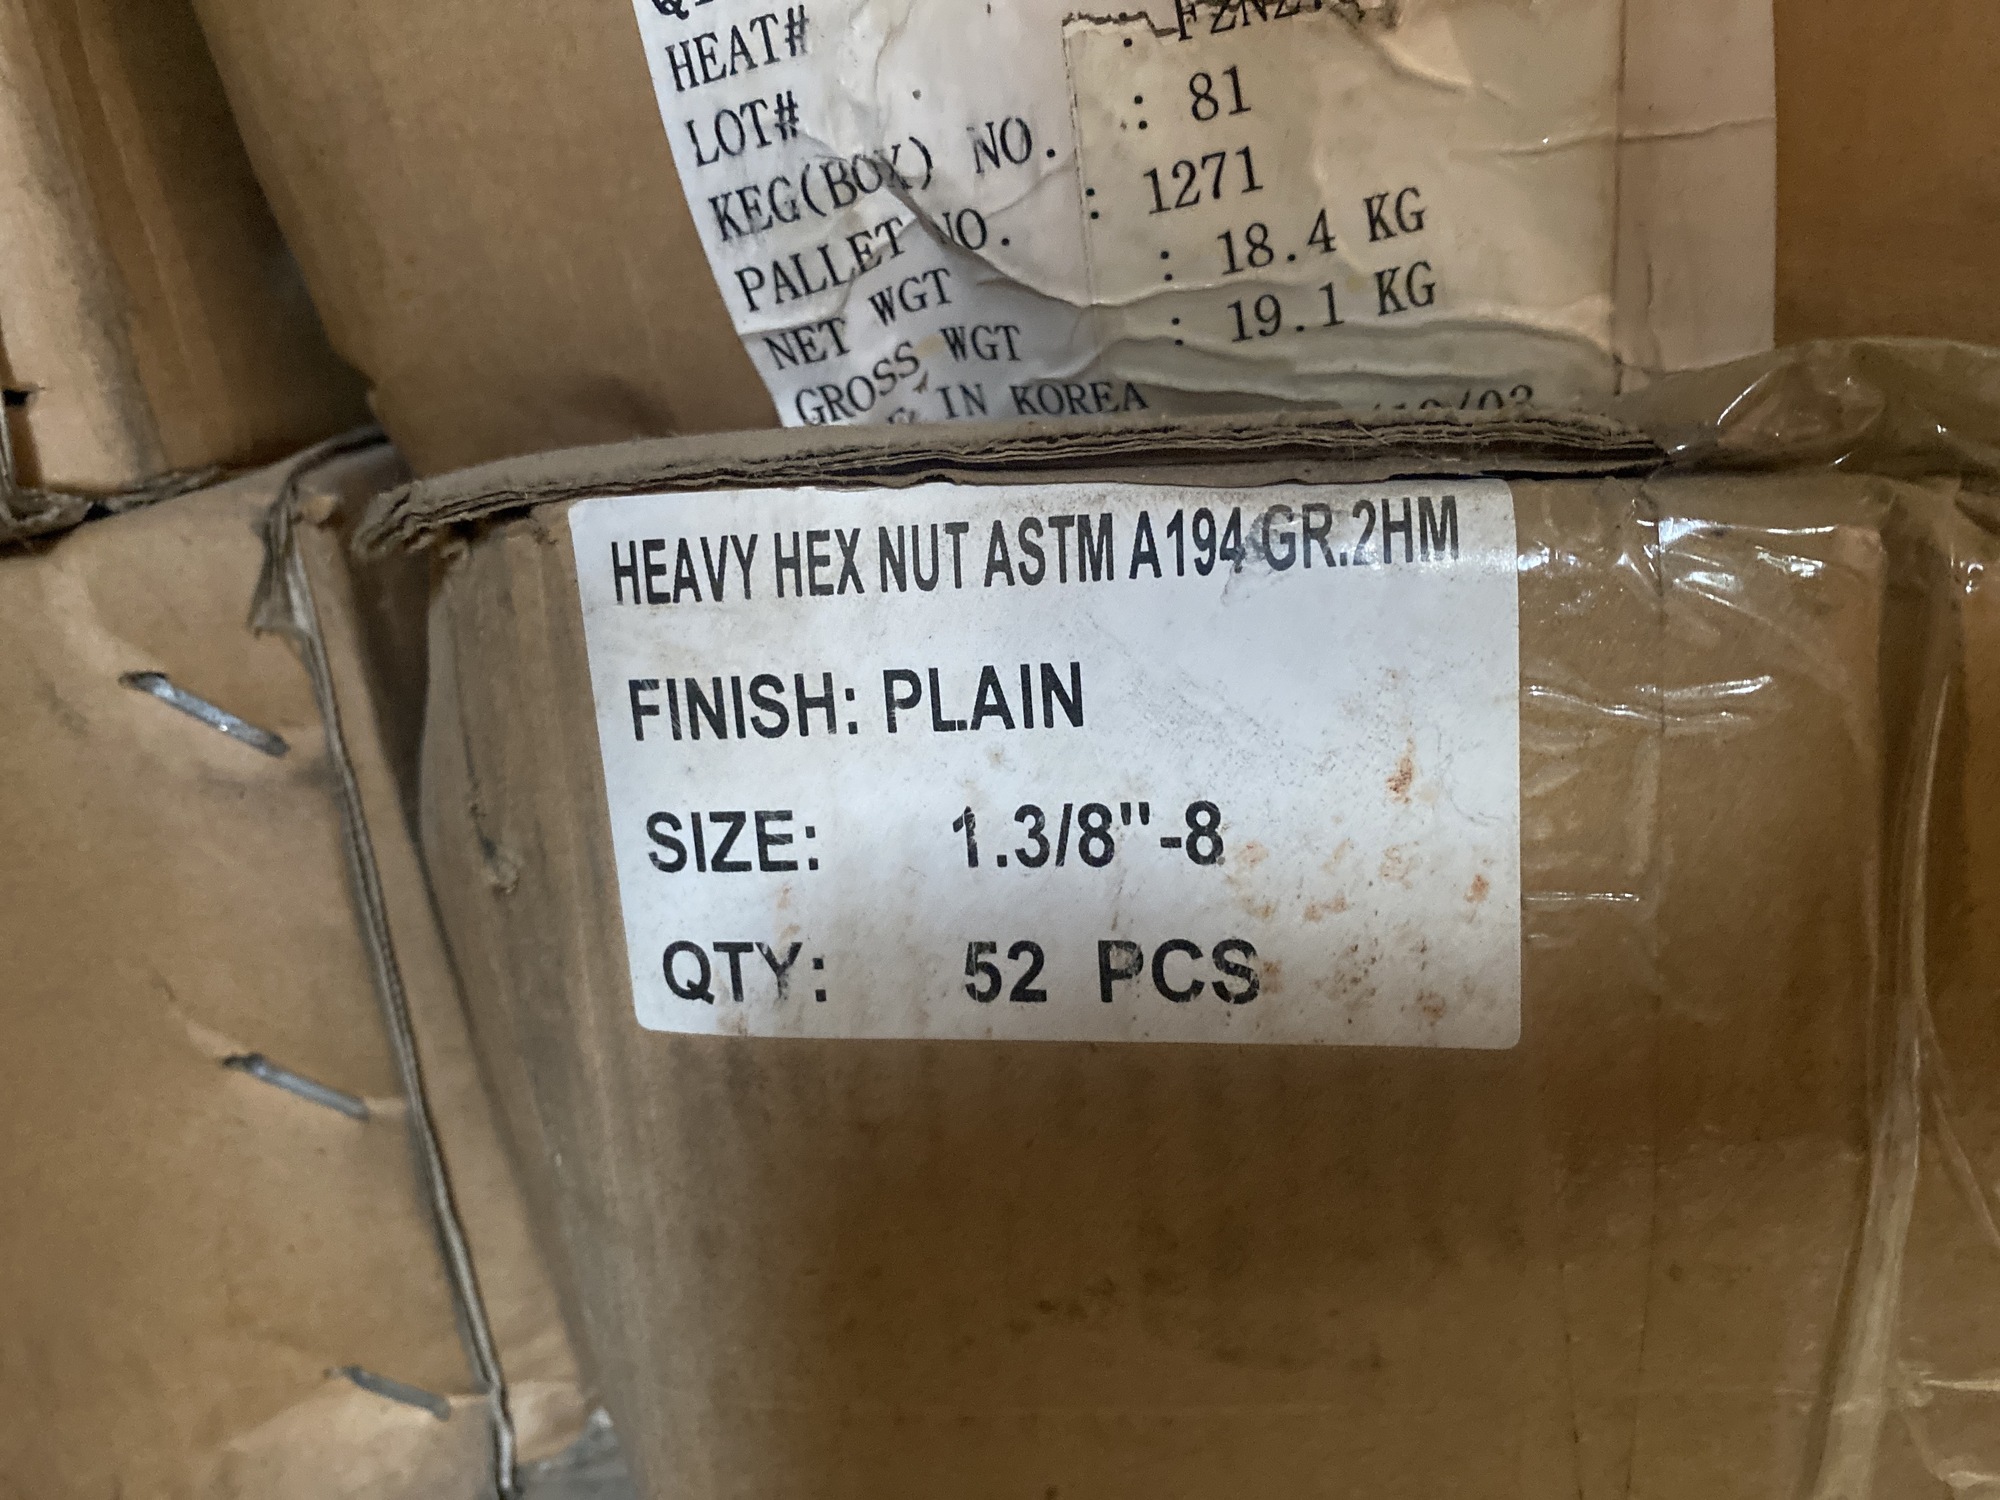 HEAT#
LOT#
KEG(BOX) NO. : 81
PALLET NO. : 1271
NET WGT : 18.4 KG
GROSS WGT : 19.1 KG
IN KOREA
HEAVY HEX NUT ASTM A194 GR.2HM
FINISH: PLAIN
SIZE: 1.3/8"-8
QTY: 52 PCS